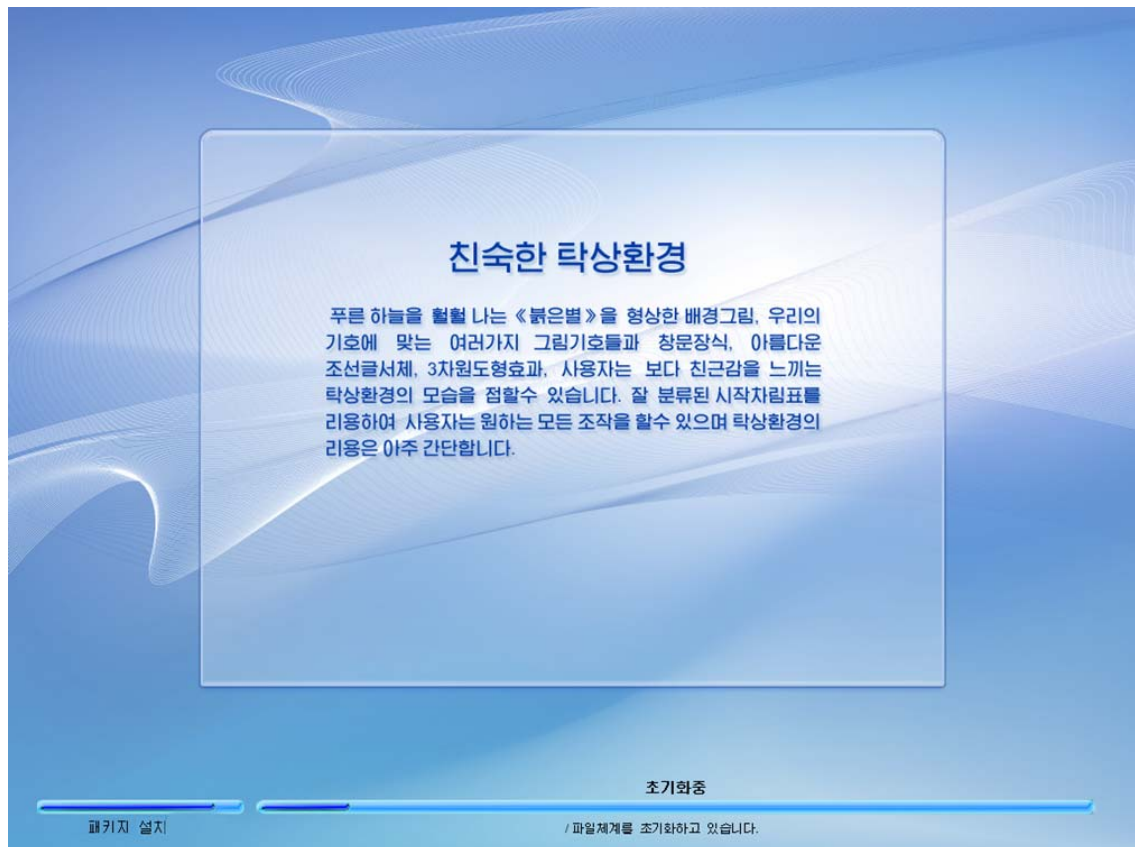 친숙한 탁상환경
푸른 하늘을 훨훨 나는 《붉은별》을 형상한 배경그림, 우리의
기호에 맞는 여러가지 그림기호들과 창문장식, 아름다운
조선글서체, 3차원도형효과, 사용자는 보다 친근감을 느끼는
탁상환경의 모습을 접할수 있습니다. 잘 분류된 시작차림표를
리용하여 사용자는 원하는 모든 조작을 할수 있으며 탁상환경의
리용은 아주 간단합니다.
초기화중
패키지 설치
/ 파일체계를 초기화하고 있습니다.